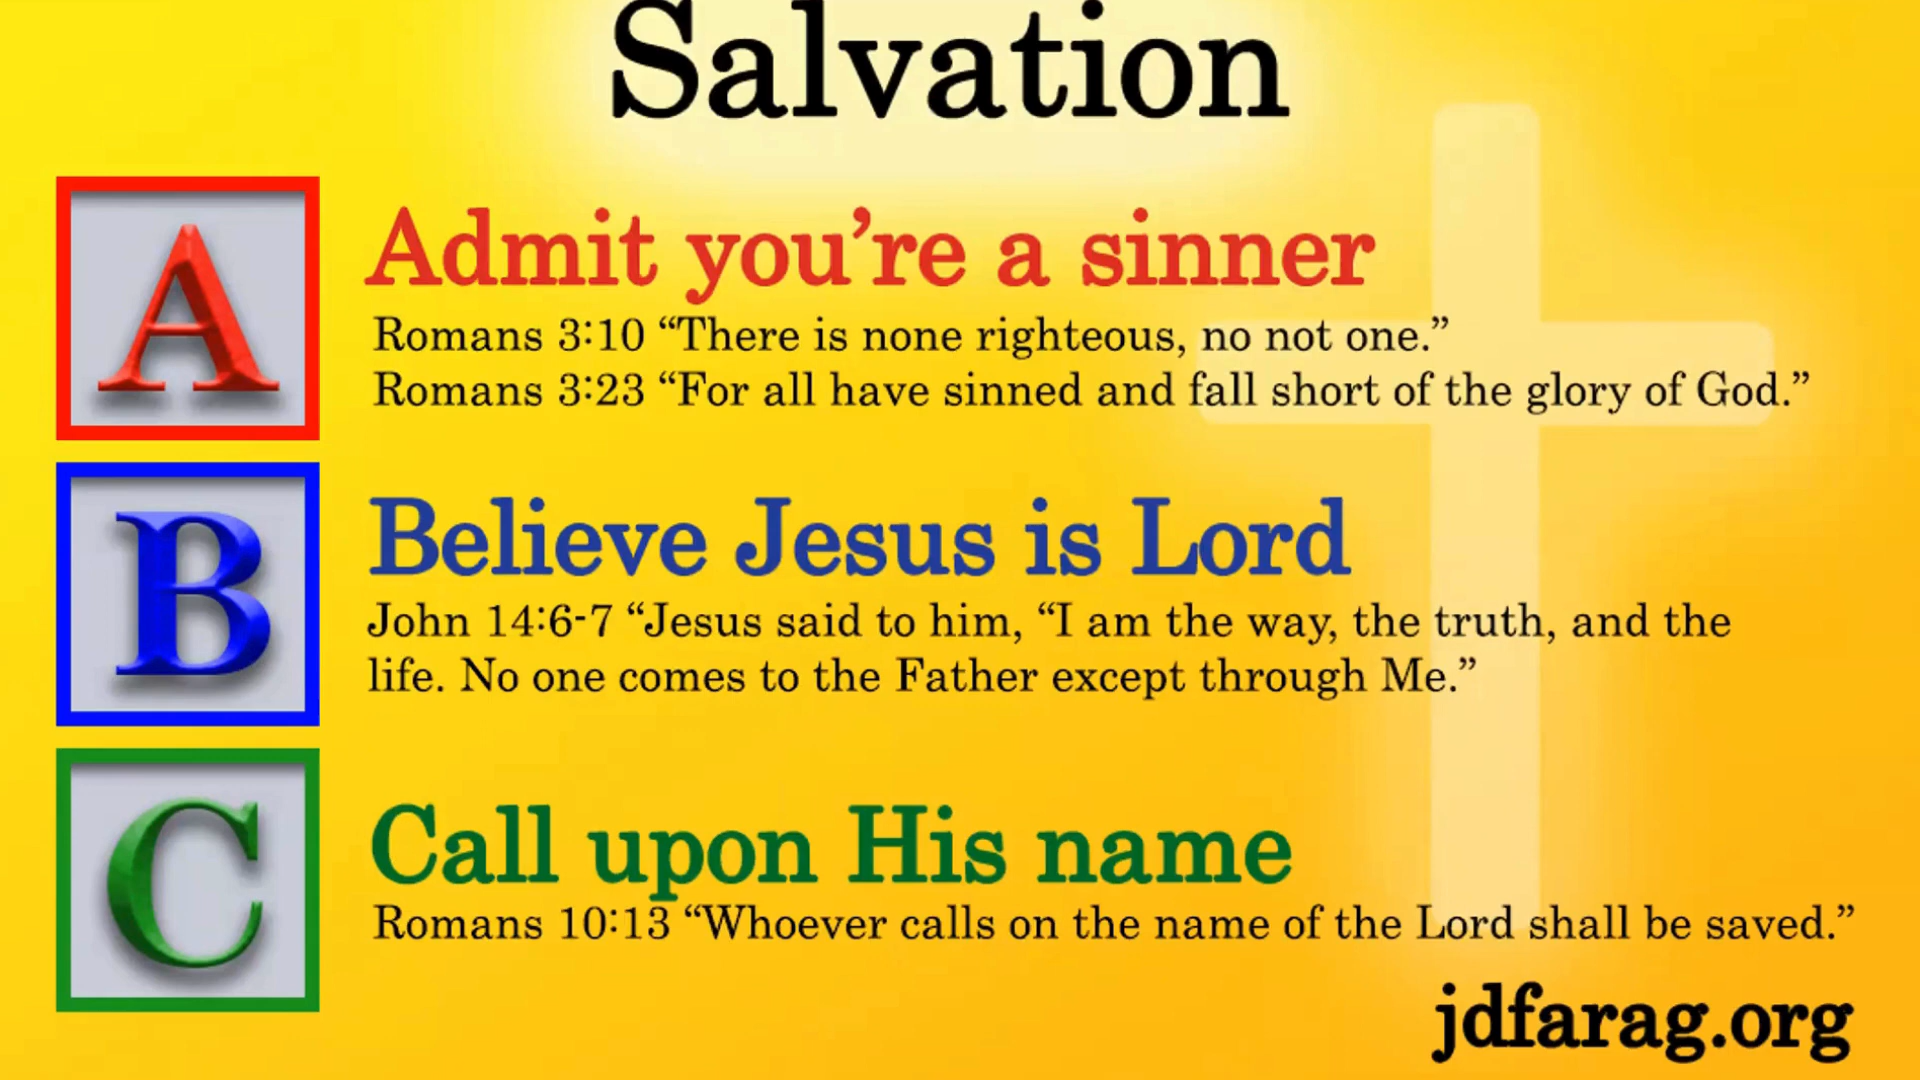 Salvation
A
Admit you’re a sinner
Romans 3:10 “There is none righteous, no not one.”
Romans 3:23 “For all have sinned and fall short of the glory of God.”
B
Believe Jesus is Lord
John 14:6-7 “Jesus said to him, “I am the way, the truth, and the
life. No one comes to the Father except through Me.”
C
Call upon His name
Romans 10:13 “Whoever calls on the name of the Lord shall be saved.”
jdfarag.org